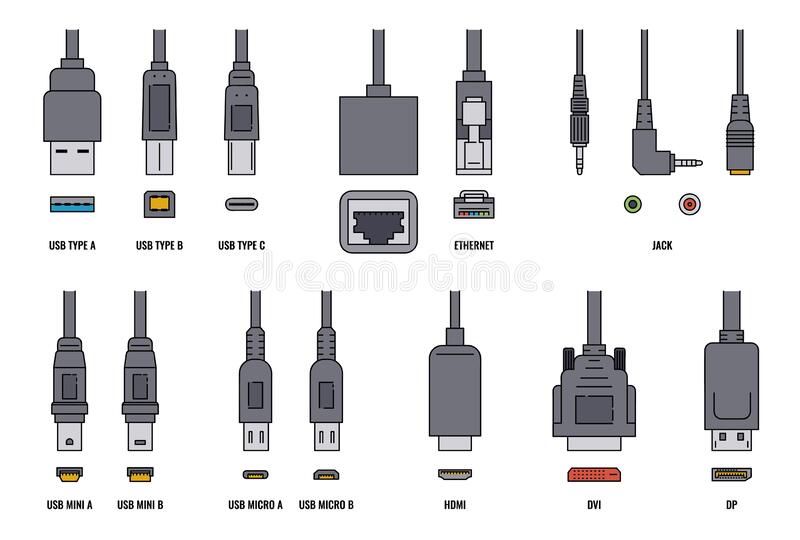 USB TYPE A
USB TYPE B
USB TYPE C
ETHERNET
JACK
dreamstime
USB MINI A
USB MINI B
USB MICRO A
USB MICRO B
HDMI
DVI
DP